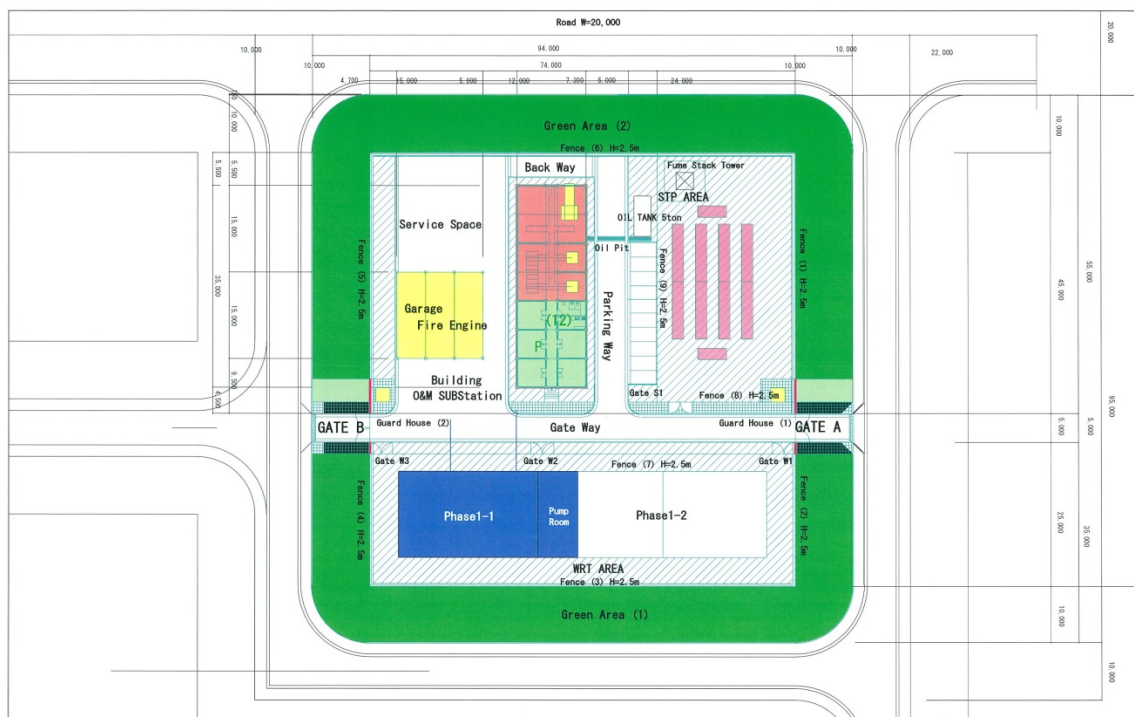 Road W=20,000
20,000
10,000
94,000
10,000
22,000
10,000
74,000
10,000
4,700
15,000
5,900
12,000
7,200
5,000
24,000
Green Area (2)
10,000
10,000
Fence (6) H=2.5m
Back Way
Fume Stack Tower
STP AREA
5,500
5,500
Service Space
OIL TANK 5ton
Oil Pit
15,000
Fence (5) H=2.5m
Fence (9) H=2.5m
Fence (1) H=2.5m
55,000
45,000
35,000
Garage
Fire Engine
(12)
P
Parking Way
15,000
Building
O&M SUBStation
Gate S1
Fence (8) H=2.5m
9,500
4,500
95,000
GATE B
Guard House (2)
Gate Way
Guard House (1)
GATE A
5,000
5,000
Gate W3
Gate W2
Fence (7) H=2.5m
Gate W1
Fence (4) H=2.5m
Phase1-1
Pump
Room
Phase1-2
Fence (2) H=2.5m
25,000
35,000
WRT AREA
Fence (3) H=2.5m
Green Area (1)
10,000
10,000